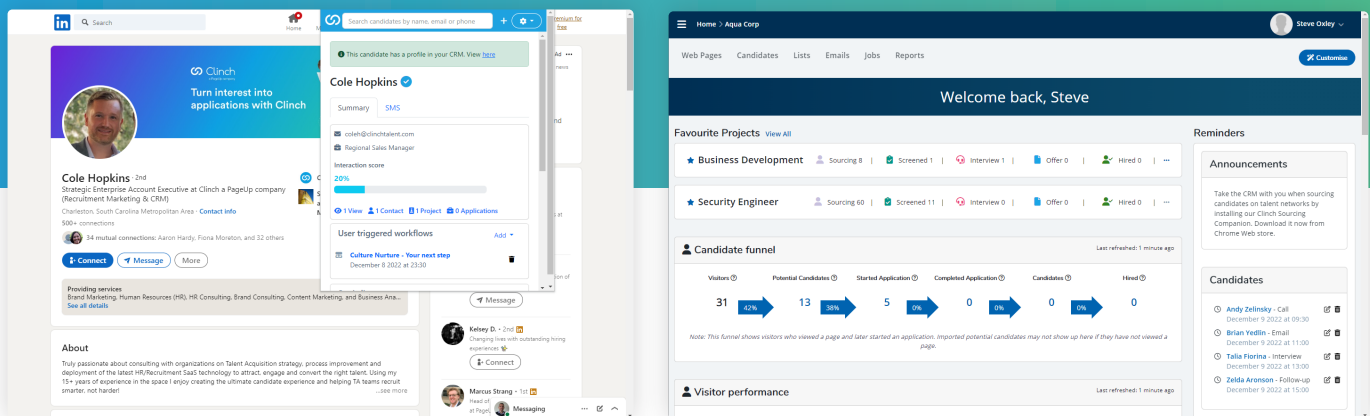 in
Search
Home
Premium for
free
Clinch
a PageUp company
Turn interest into
applications with Clinch
Cole Hopkins · 2nd
Strategic Enterprise Account Executive at Clinch a PageUp company
(Recruitment Marketing & CRM)
Charleston, South Carolina Metropolitan Area · Contact info
500+ connections
34 mutual connections: Aaron Hardy, Fiona Moreton, and 32 others
Connect
Message
More
Providing services
Brand Marketing, Human Resources (HR), HR Consulting, Brand Consulting, Content Marketing, and Business Ana...
See all details
About
Truly passionate about consulting with organizations on Talent Acquisition strategy, process improvement and
deployment of the latest HR/Recruitment SaaS technology to attract, engage and convert the right talent. Using my
15+ years of experience in the space I enjoy creating the ultimate candidate experience and helping TA teams recruit
smarter, not harder!
...see more
Search candidates by name, email or phone
This candidate has a profile in your CRM. View here
Cole Hopkins
Summary
SMS
coleh@clinchtalent.com
Regional Sales Manager
Interaction score
20%
1 View
1 Contact
1 Project
0 Applications
User triggered workflows
Add
Culture Nurture - Your next step
December 8 2022 at 23:30
Ad
news
Message
Kelsey D. · 2nd
Changing lives with outstanding hiring
experiences
Connect
Marcus Strang · 1st
Head of
at PageU
Messaging
Home > Aqua Corp
Steve Oxley
Web Pages
Candidates
Lists
Emails
Jobs
Reports
Customise
Welcome back, Steve
Favourite Projects View All
Business Development
Sourcing 8 |
Screened 1 |
Interview 1 |
Offer 0 |
Hired 0 |
Security Engineer
Sourcing 60 |
Screened 11 |
Interview 0 |
Offer 0 |
Hired 0 |
Candidate funnel
Last refreshed: 1 minute ago
Visitors
Potential Candidates
Started Application
Completed Application
Candidates
Hired
31
42%
13
38%
5
0%
0
0%
0
0%
0
Note: This funnel shows visitors who viewed a page and later started an application. Imported potential candidates may not show up here if they have not viewed a
page.
Visitor performance
Last refreshed: 1 minute ago
Reminders
Announcements
Take the CRM with you when sourcing
candidates on talent networks by
installing our Clinch Sourcing
Companion. Download it now from
Chrome Web store.
Candidates
Andy Zelinsky - Call
December 9 2022 at 09:30
Brian Yedlin - Email
December 9 2022 at 11:00
Talia Fiorina - Interview
December 9 2022 at 13:00
Zelda Aronson - Follow-up
December 9 2022 at 15:00